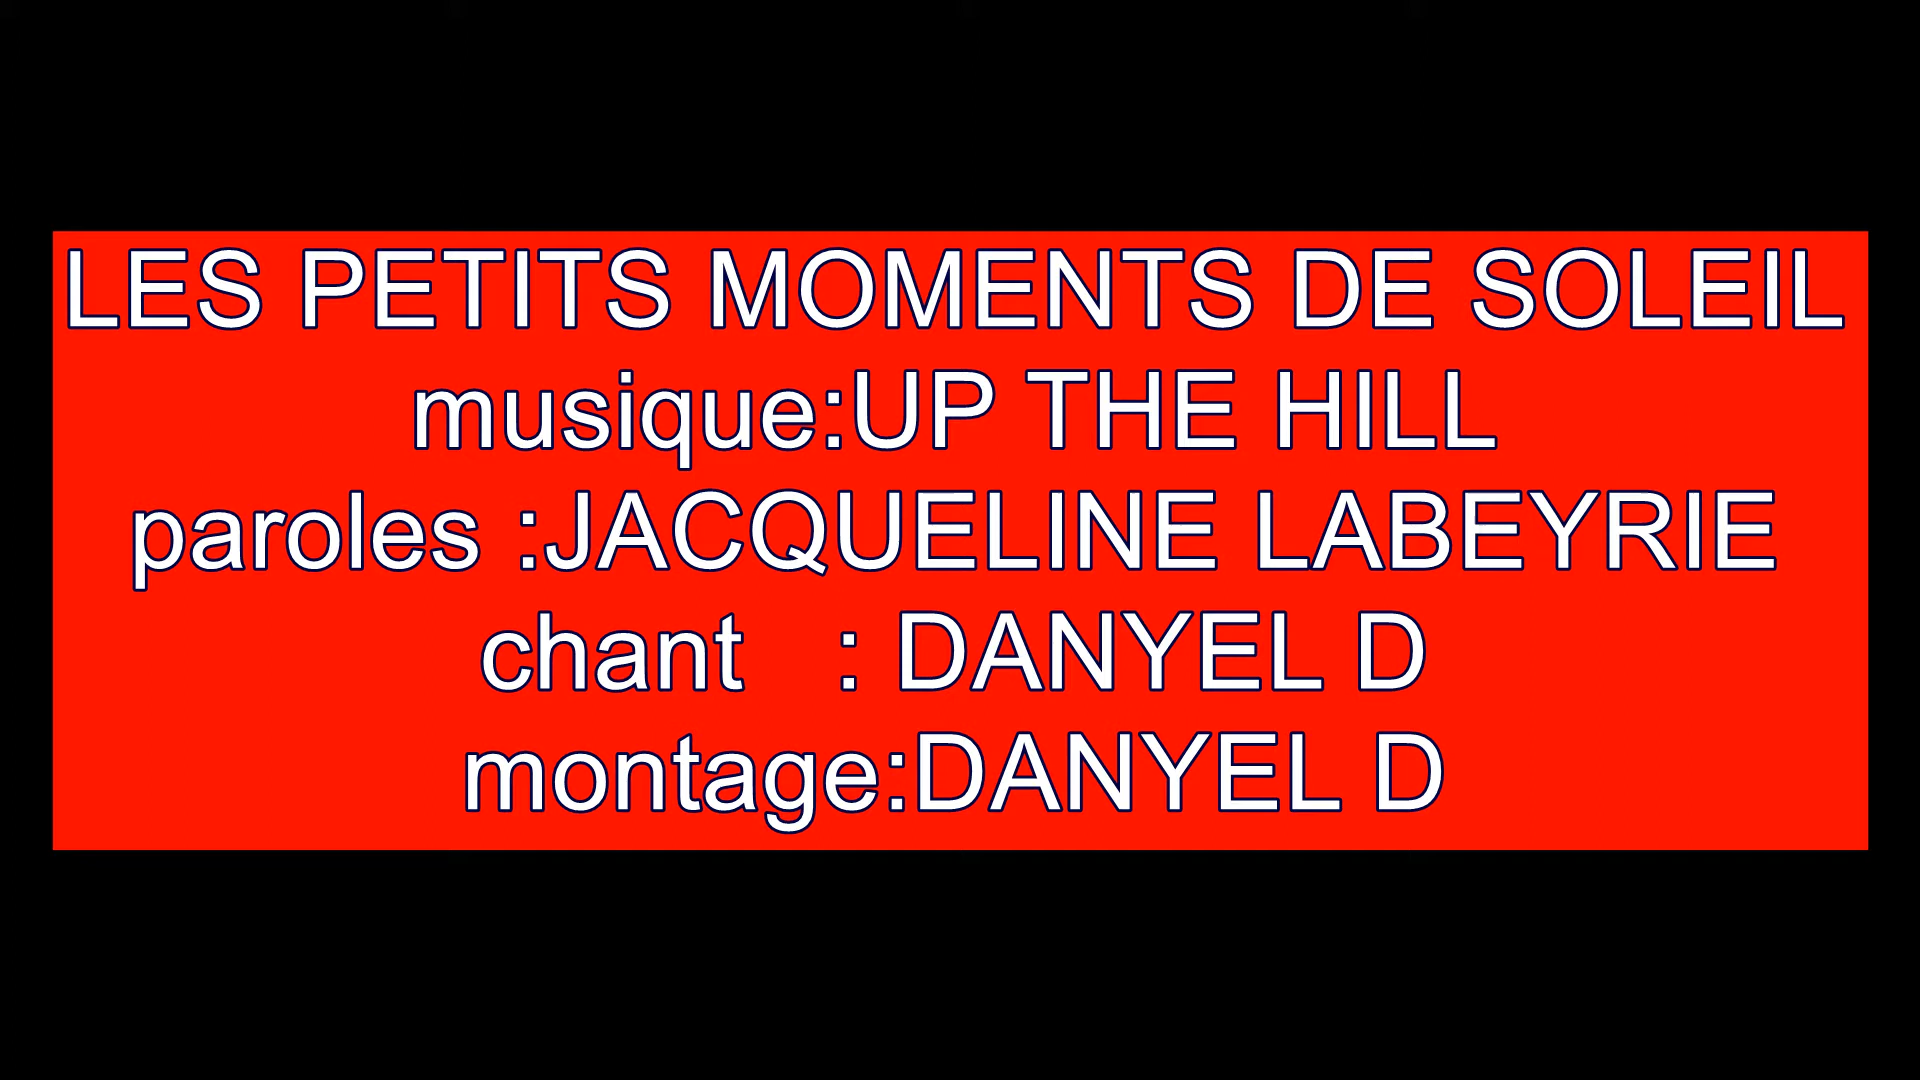 LES PETITS MOMENTS DE SOLEIL
musique:UP THE HILL
paroles :JACQUELINE LABEYRIE
chant   : DANYEL D
montage:DANYEL D